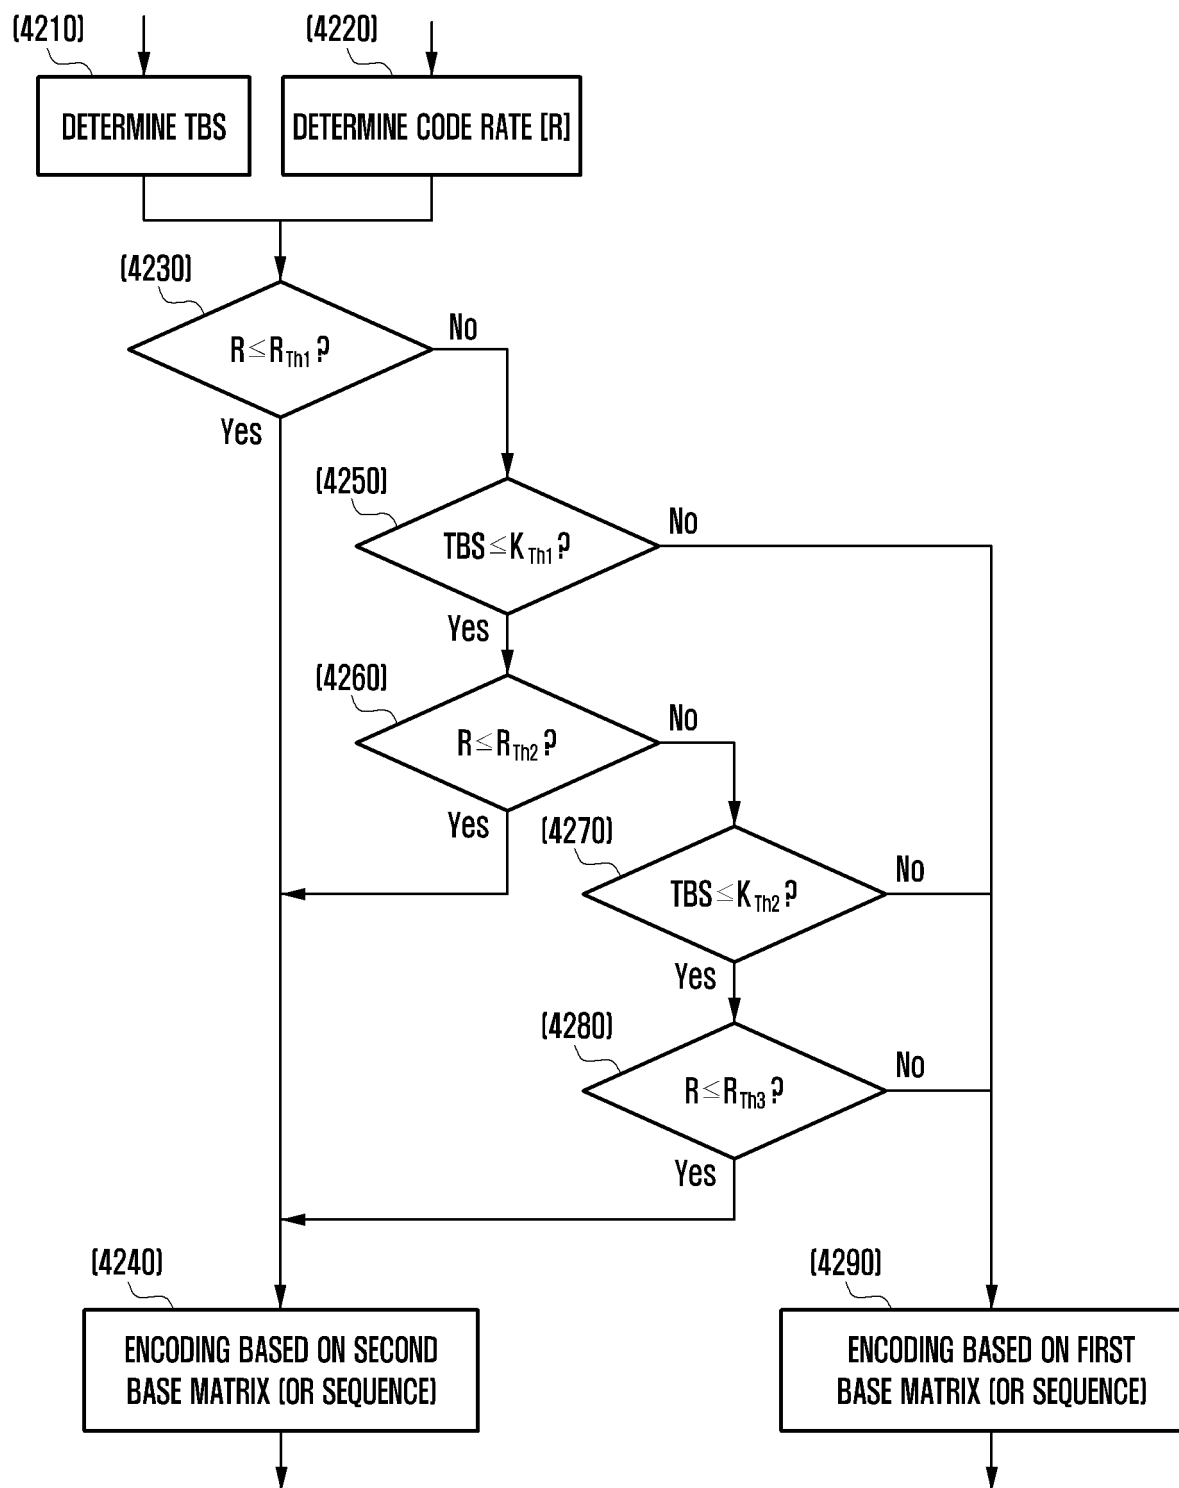 (4210)
(4220)
DETERMINE TBS
DETERMINE CODE RATE [R]
(4230)
R≤R_Th1?
No
Yes
(4250)
TBS≤K_Th1?
No
Yes
(4260)
R≤R_Th2?
No
Yes
(4270)
TBS≤K_Th2?
No
Yes
(4280)
R≤R_Th3?
No
Yes
(4240)
(4290)
ENCODING BASED ON SECOND
BASE MATRIX (OR SEQUENCE)
ENCODING BASED ON FIRST
BASE MATRIX (OR SEQUENCE)